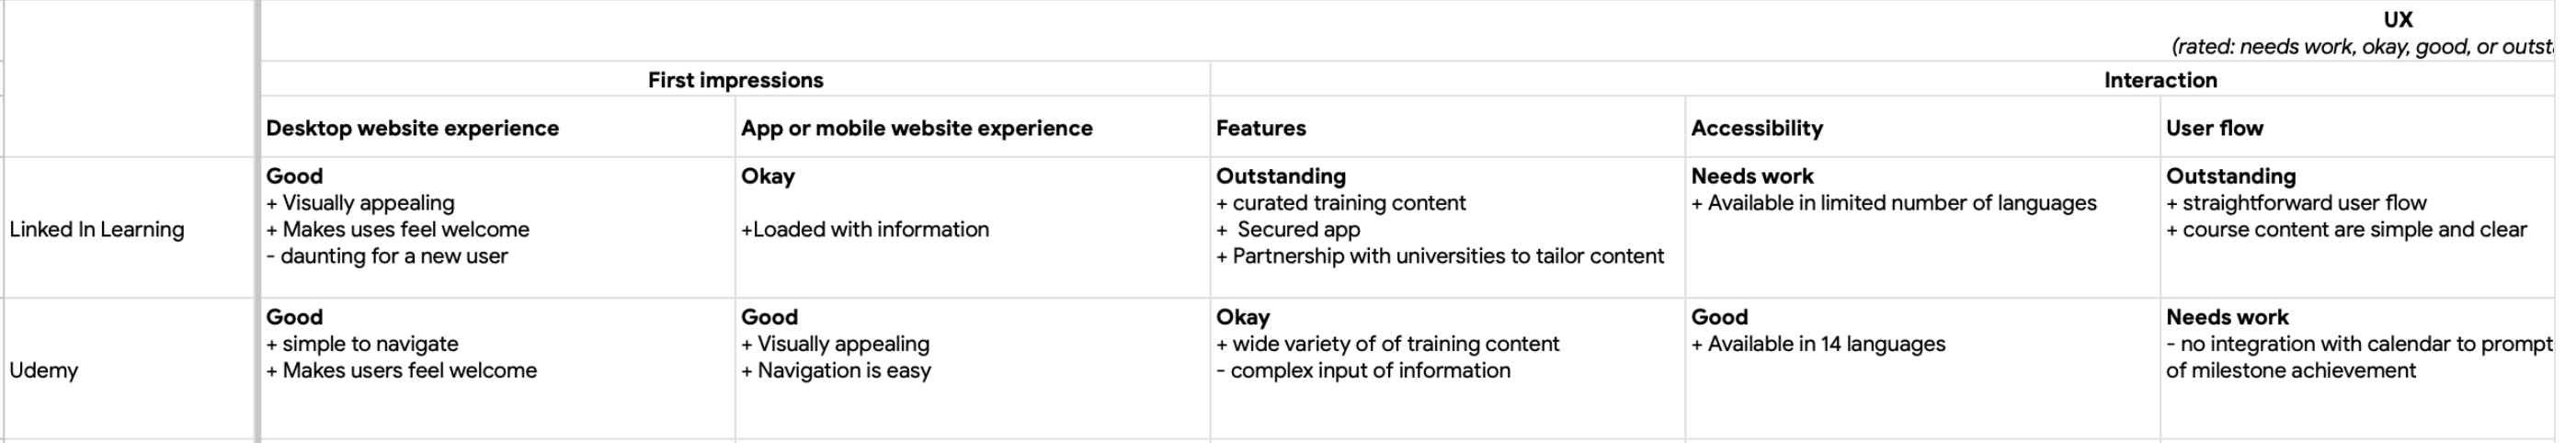 UX
(rated: needs work, okay, good, or
First impressions
Interaction
Desktop website experience
App or mobile website experience
Features
Accessibility
User flow
Linked In Learning
Good
+ Visually appealing
+ Makes uses feel welcome
- daunting for a new user
Okay
+Loaded with information
Outstanding
+ curated training content
+  Secured app
+ Partnership with universities to tailor content
Needs work
+ Available in limited number of languages
Outstanding
+ straightforward user flow
+ course content are simple and clear
Udemy
Good
+ simple to navigate
+ Makes users feel welcome
Good
+ Visually appealing
+ Navigation is easy
Okay
+ wide variety of of training content
- complex input of information
Good
+ Available in 14 languages
Needs work
- no integration with calendar to prompt
of milestone achievement